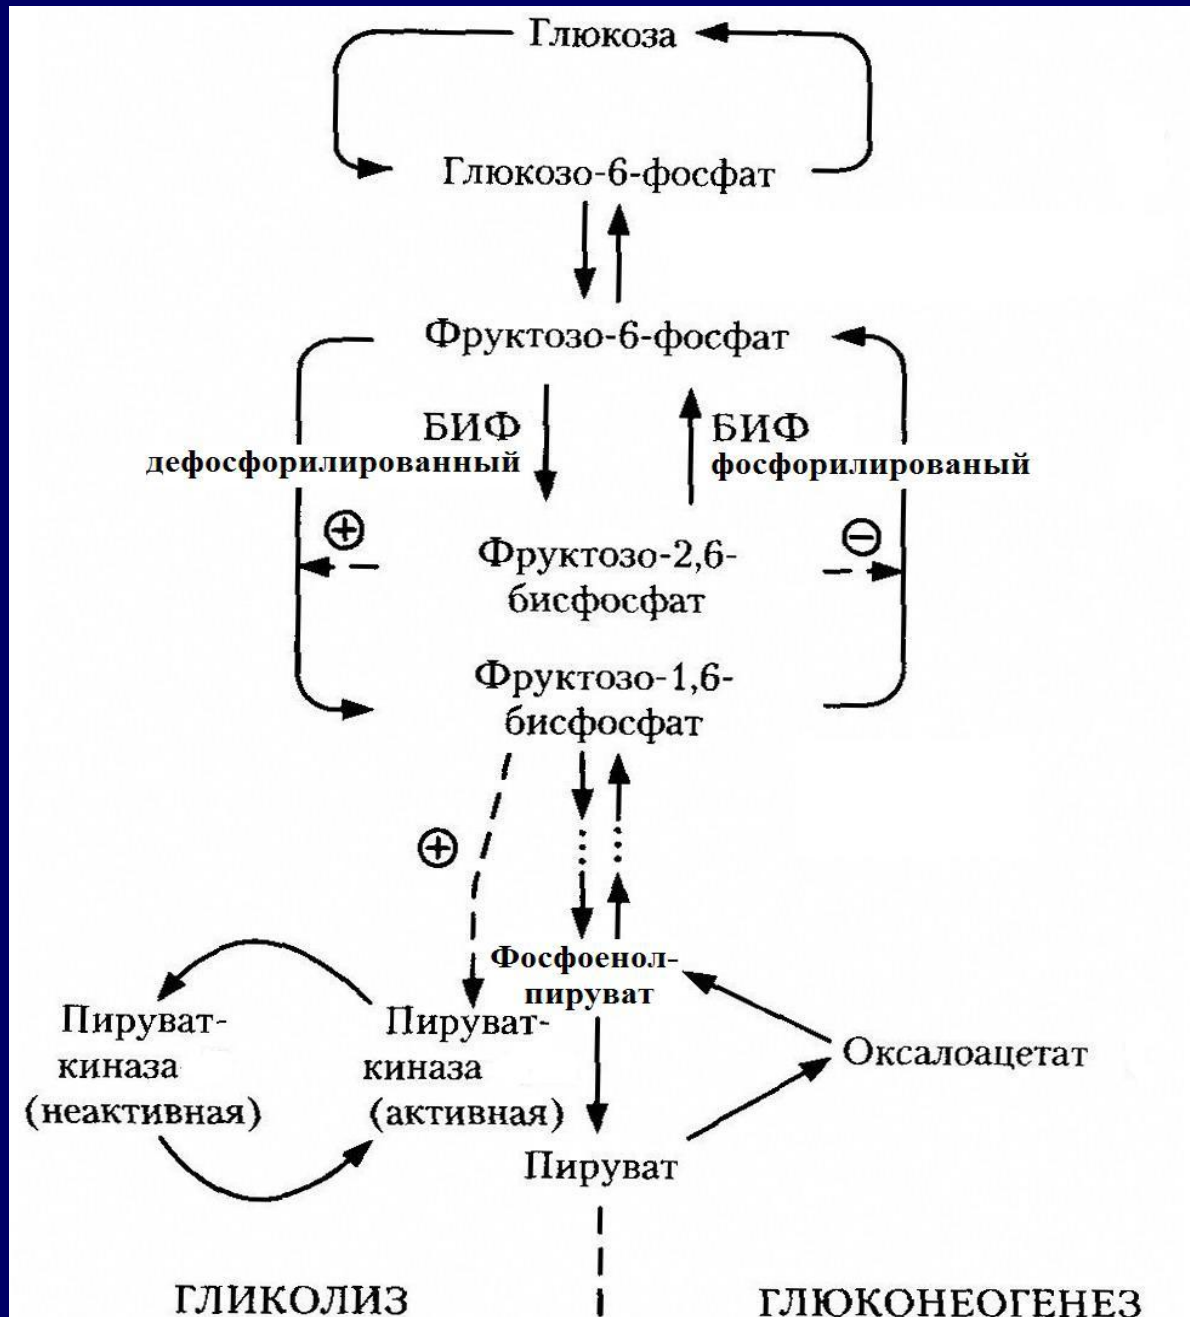 Глюкоза
Глюкозо-6-фосфат
Фруктозо-6-фосфат
БИФ
дефосфорилированный
БИФ
фосфорилированый
+
−
Фруктозо-2,6-
бисфосфат
Фруктозо-1,6-
бисфосфат
+
Фосфоенол-
пируват
Пируват-
киназа
(неактивная)
Пируват-
киназа
(активная)
Оксалоацетат
Пируват
ГЛИКОЛИЗ
ГЛЮКОНЕОГЕНЕЗ